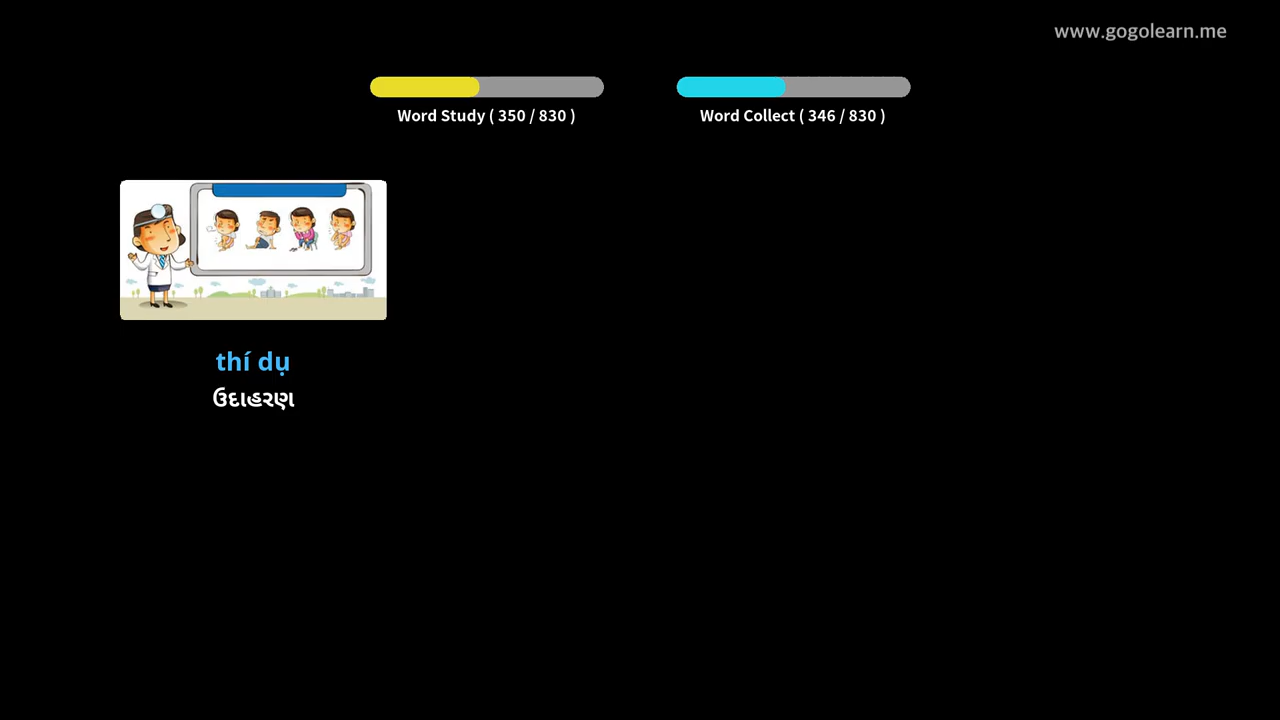 www.gogolearn.me
Word Study ( 350 / 830 )
Word Collect ( 346 / 830 )
thí dụ
ઉદાહરણ